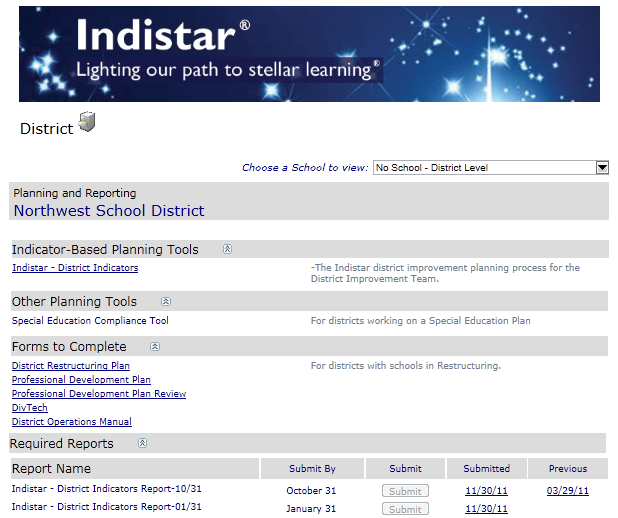 Indistar®
Lighting our path to stellar learning®
District
Choose a School to view: No School - District Level
Planning and Reporting
Northwest School District
Indicator-Based Planning Tools
Indistar - District Indicators -The Indistar district improvement planning process for the
District Improvement Team.
Other Planning Tools
Special Education Compliance Tool For districts working on a Special Education Plan
Forms to Complete
District Restructuring Plan For districts with schools in Restructuring.
Professional Development Plan
Professional Development Plan Review
DivTech
District Operations Manual
Required Reports
Report Name Submit By Submit Submitted Previous
Indistar - District Indicators Report-10/31 October 31 Submit 11/30/11 03/29/11
Indistar - District Indicators Report-01/31 January 31 Submit 11/30/11